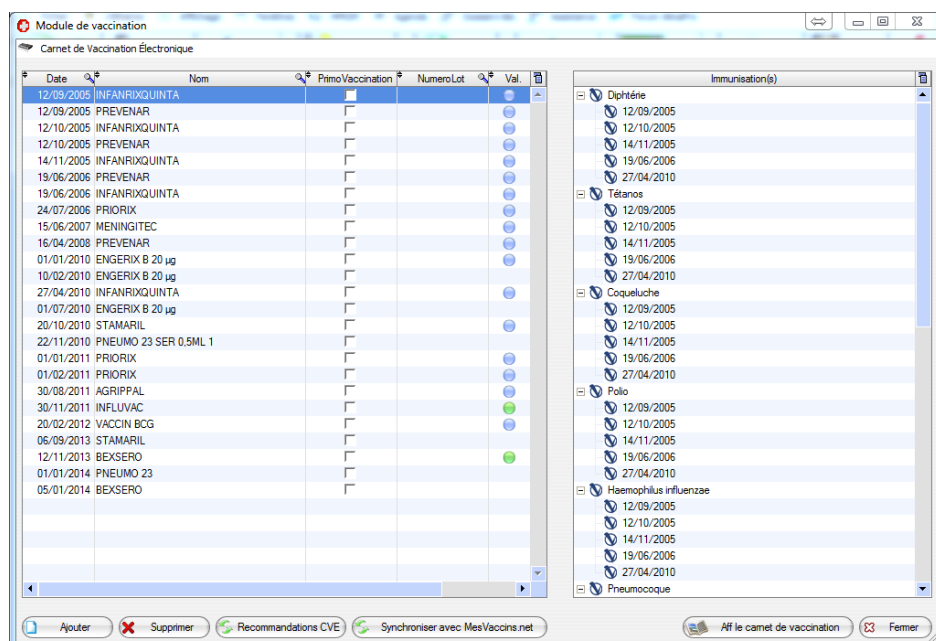 Module de vaccination
Carnet de Vaccination Électronique
Date Nom PrimoVaccination NumeroLot Val.
12/09/2005 INFANRIXQUINTA
12/09/2005 PREVENAR
12/10/2005 INFANRIXQUINTA
12/10/2005 PREVENAR
14/11/2005 INFANRIXQUINTA
19/06/2006 PREVENAR
19/06/2006 INFANRIXQUINTA
24/07/2006 PRIORIX
15/06/2007 MENINGITEC
16/04/2008 PREVENAR
01/01/2010 ENGERIX B 20 µg
10/02/2010 ENGERIX B 20 µg
27/04/2010 INFANRIXQUINTA
01/07/2010 ENGERIX B 20 µg
20/10/2010 STAMARIL
22/11/2010 PNEUMO 23 SER 0,5ML 1
01/01/2011 PRIORIX
01/02/2011 PRIORIX
30/08/2011 AGRIPPAL
30/11/2011 INFLUVAC
20/02/2012 VACCIN BCG
06/09/2013 STAMARIL
12/11/2013 BEXSERO
01/01/2014 PNEUMO 23
05/01/2014 BEXSERO
Immunisation(s)
Diphtérie
12/09/2005
12/10/2005
14/11/2005
19/06/2006
27/04/2010
Tétanos
12/09/2005
12/10/2005
14/11/2005
19/06/2006
27/04/2010
Coqueluche
12/09/2005
12/10/2005
14/11/2005
19/06/2006
27/04/2010
Polio
12/09/2005
12/10/2005
14/11/2005
19/06/2006
27/04/2010
Haemophilus influenzae
12/09/2005
12/10/2005
14/11/2005
19/06/2006
27/04/2010
Pneumocoque
Ajouter Supprimer Recommandations CVE Synchroniser avec MesVaccins.net Aff le carnet de vaccination Fermer